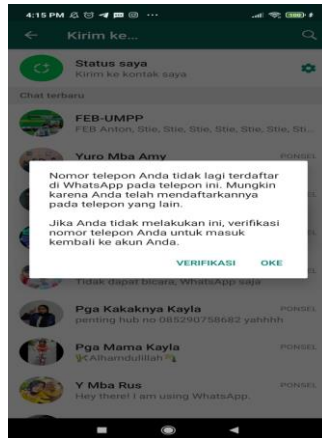 4:15 PM
Kirim ke...
Status saya
Kirim ke kontak saya
Chat terbaru
FEB-UMPP
FEB Anton, Stie, Stie, Stie, Stie, Stie, Sti...
Yuro Mba Amy
PONSEL
Nomor telepon Anda tidak lagi terdaftar
di WhatsApp pada telepon ini. Mungkin
karena Anda telah mendaftarkannya
pada telepon yang lain.
Jika Anda tidak melakukan ini, verifikasi
nomor telepon Anda untuk masuk
kembali ke akun Anda.
VERIFIKASI OKE
Tidak dapat bicara, WhatsApp saja
Pga Kakaknya Kayla
PONSEL
penting hub no 085290758682 yahhhh
Pga Mama Kayla
PONSEL
Alhamdulillah
Y Mba Rus
PONSEL
Hey there! I am using WhatsApp.